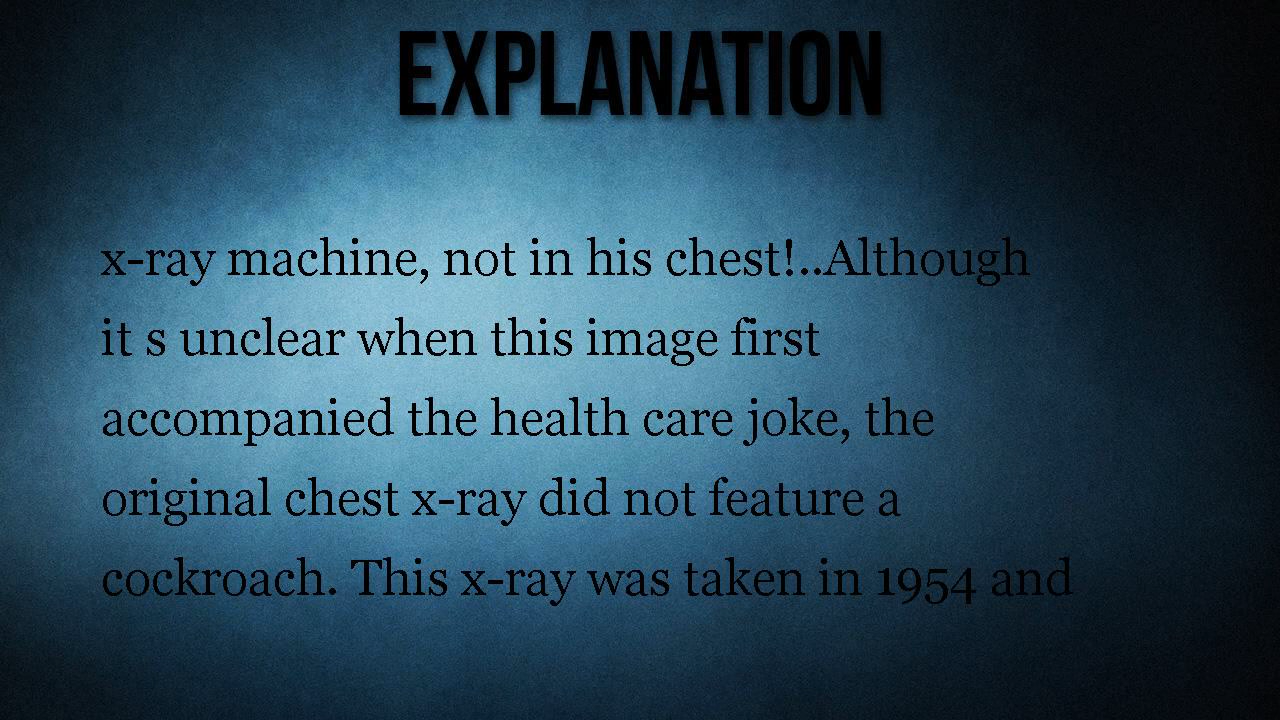 EXPLANATION
x-ray machine, not in his chest!..Although
it s unclear when this image first
accompanied the health care joke, the
original chest x-ray did not feature a
cockroach. This x-ray was taken in 1954 and